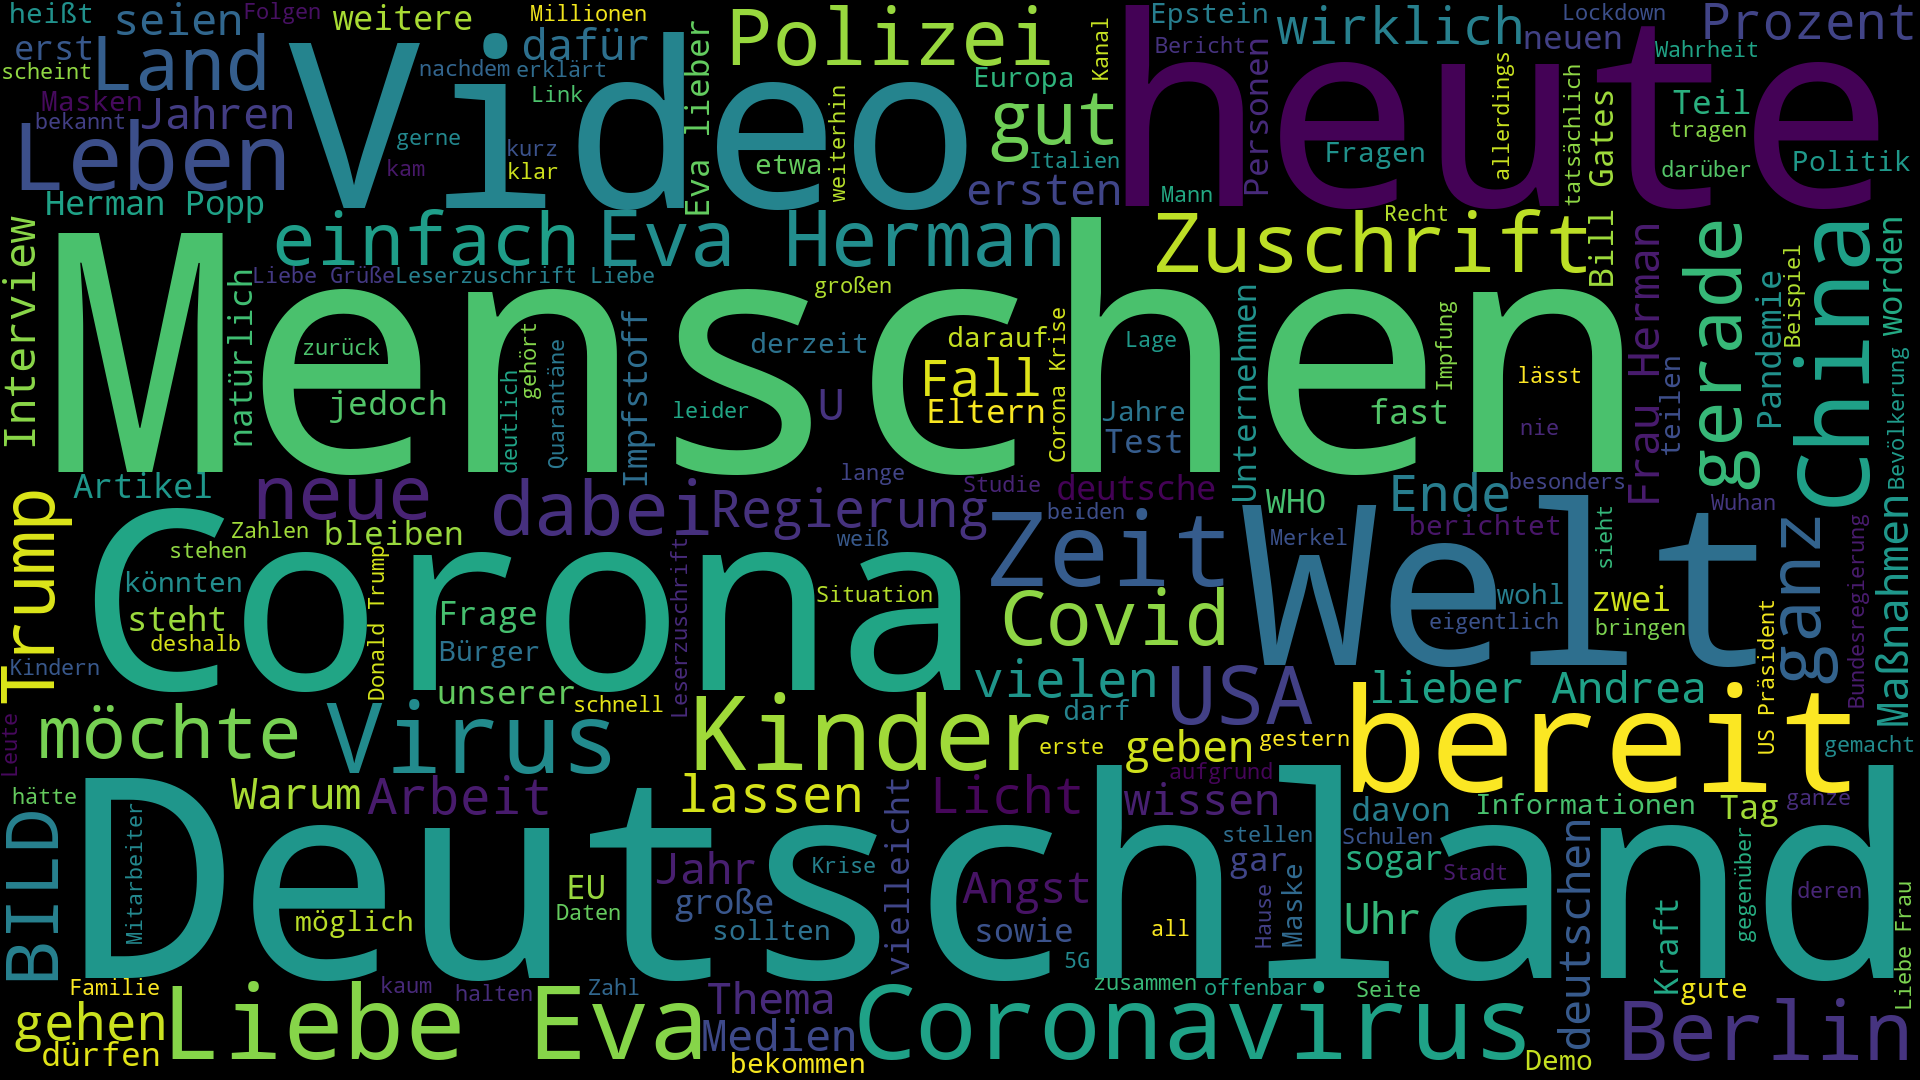 heißt
seien
Folgen
weitere
Millionen
dafür
Polizei
Epstein
wirklich
Lockdown
Prozent
erst
Land
Video
nachdem
erklärt
Eva lieber
Kanal
Bericht
heute
neuen
Wahrheit
scheint
Masken
Jahren
bekannt
Link
Europa
gut
Personen
allerdings
tatsächlich
Gates
Teil
tragen
Leben
gerne
kam
kurz
klar
etwa
weiterhin
Italien
ersten
Mann
Fragen
darüber
Politik
Herman Popp
einfach
Eva Herman
Zuschrift
Recht
Bill Gates
Interview
Liebe Grüße
Leserzuschrift Liebe
großen
Frau Herman
gerade
Pandemie
Beispiel
China
worden
Menschen
natürlich
zurück
jedoch
deutlich
gehört
Quarantäne
Impfstoff
leider
derzeit
U
darauf
Fall
Eltern
Corona Krise
Lage
Jahre
Test
Unternehmen
fast
Impfung
lässt
nie
teilen
Bevölkerung
Artikel
neue
dabei
Regierung
lange
Studie
deutsche
WHO
Ende
besonders
Wuhan
Trump
Zahlen
stehen
bleiben
weiß
Zeit
beiden
Merkel
berichtet
sieht
ganz
Maßnahmen
Corona
könnten
steht
deshalb
Donald Trump
Frage
Bürger
unserer
Situation
Leserzuschrift
Covid
Welt
wohl
eigentlich
zwei
bringen
US Präsident
Bundesregierung
Kindern
Leute
möchte
Virus
schnell
Kinder
vielen
darf
USA
lieber Andrea
erste
geben
gestern
bereit
gemacht
hätte
Warum
Arbeit
lassen
vielleicht
Licht
aufgrund
wissen
davon
Informationen
Tag
ganze
BILD
Deutschland
Mitarbeiter
möglich
EU
Daten
Jahr
große
sollten
Krise
Angst
sowie
5G
all
stellen
gar
Hause
Maske
Schulen
sogar
Uhr
Stadt
deutschen
Kraft
gegenüber
deren
Liebe Frau
Familie
gehen
dürfen
Liebe Eva
kaum
halten
Zahl
Thema
Medien
bekommen
Coronavirus
zusammen
offenbar
Seite
Demo
gute
Berlin